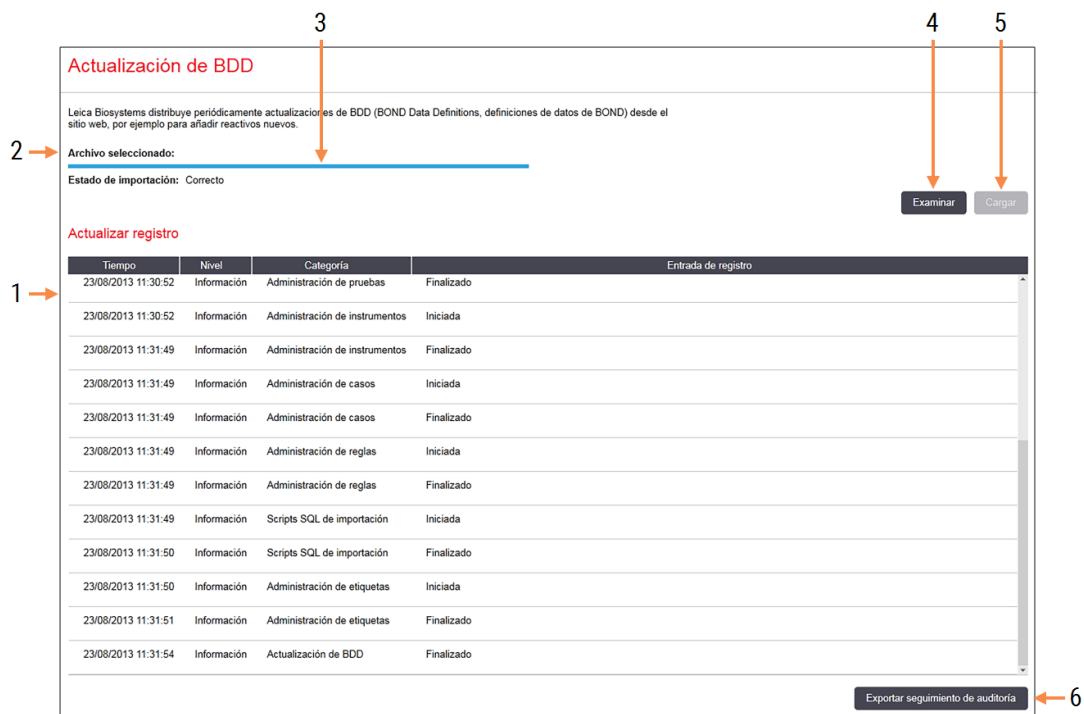 3 4 5
Actualización de BDD
Leica Biosystems distribuye periódicamente actualizaciones de BDD (BOND Data Definitions, definiciones de datos de BOND) desde el
sitio web, por ejemplo para añadir reactivos nuevos.
2 Archivo seleccionado:
Estado de importación: Correcto
Examinar Cargar
Actualizar registro
Tiempo Nivel Categoría Entrada de registro
23/08/2013 11:30:52 Información Administración de pruebas Finalizado
1
23/08/2013 11:30:52 Información Administración de instrumentos Iniciada
23/08/2013 11:31:49 Información Administración de instrumentos Finalizado
23/08/2013 11:31:49 Información Administración de casos Iniciada
23/08/2013 11:31:49 Información Administración de casos Finalizado
23/08/2013 11:31:49 Información Administración de reglas Iniciada
23/08/2013 11:31:49 Información Administración de reglas Finalizado
23/08/2013 11:31:49 Información Scripts SQL de importación Iniciada
23/08/2013 11:31:50 Información Scripts SQL de importación Finalizado
23/08/2013 11:31:50 Información Administración de etiquetas Iniciada
23/08/2013 11:31:51 Información Administración de etiquetas Finalizado
23/08/2013 11:31:54 Información Actualización de BDD Finalizado
Exportar seguimiento de auditoría 6